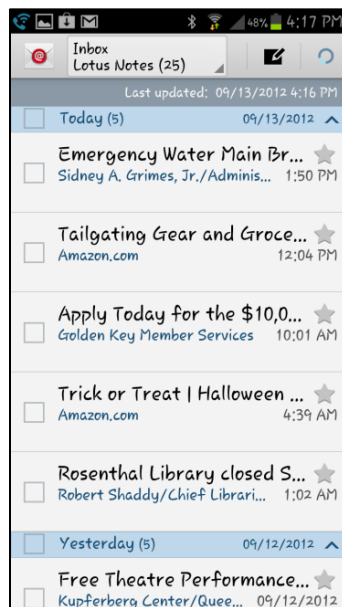 48% 4:17 PM
Inbox
Lotus Notes (25)
Last updated: 09/13/2012 4:16 PM
Today (5) 09/13/2012
Emergency Water Main Br...
Sidney A. Grimes, Jr./Adminis... 1:50 PM
Tailgating Gear and Groce...
Amazon.com 12:04 PM
Apply Today for the $10,0...
Golden Key Member Services 10:01 AM
Trick or Treat | Halloween ...
Amazon.com 4:39 AM
Rosenthal Library closed S...
Robert Shaddy/Chief Librari... 1:02 AM
Yesterday (5) 09/12/2012
Free Theatre Performance...
Kupferberg Center/Quee... 09/12/2012